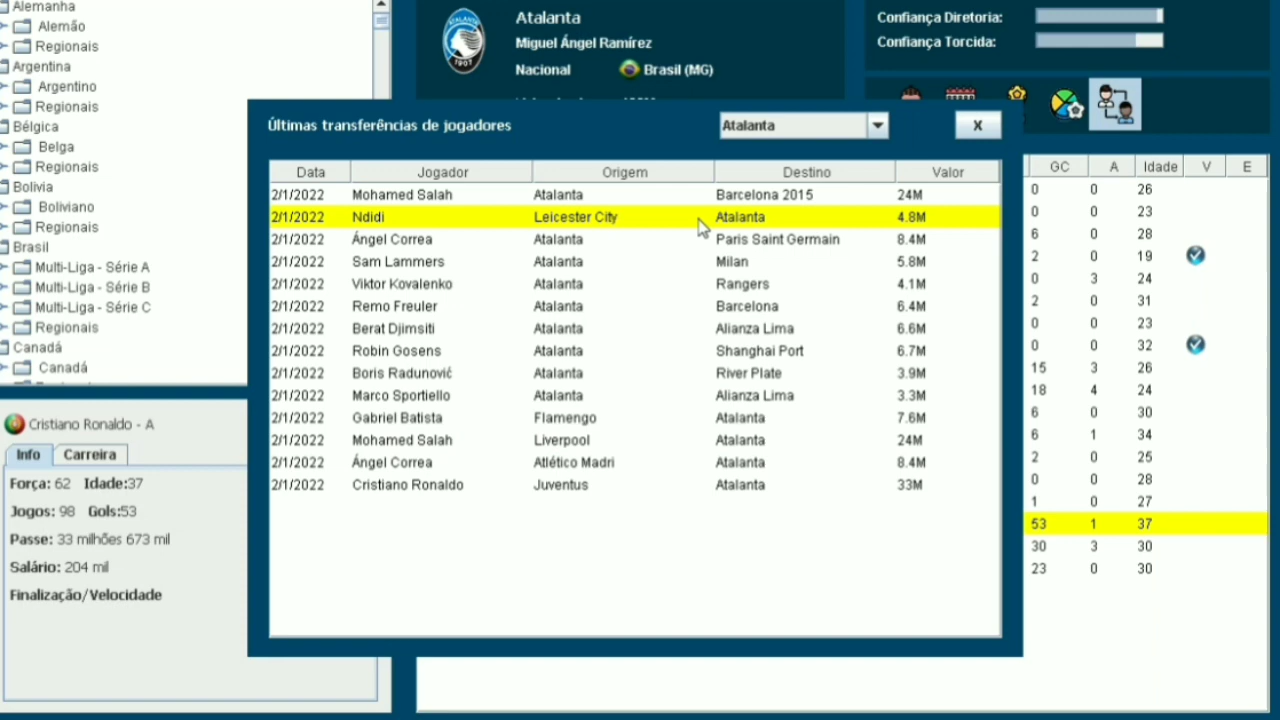 Alemanha
Alemão
Regionais
Argentina
Argentino
Regionais
Bélgica
Belga
Regionais
Bolivia
Boliviano
Regionais
Brasil
Multi-Liga - Série A
Multi-Liga - Série B
Multi-Liga - Série C
Regionais
Canadá
Canadá
Cristiano Ronaldo - A
Info Carreira
Força: 62 Idade:37
Jogos: 98 Gols:53
Passe: 33 milhões 673 mil
Salário: 204 mil
Finalização/Velocidade
ATALANTA
1907
Atalanta
Miguel Ángel Ramírez
Nacional Brasil (MG)
Confiança Diretoria:
Confiança Torcida:
Últimas transferências de jogadores Atalanta X
Data Jogador Origem Destino Valor
2/1/2022 Mohamed Salah Atalanta Barcelona 2015 24M
2/1/2022 Ndidi Leicester City Atalanta 4.8M
2/1/2022 Ángel Correa Atalanta Paris Saint Germain 8.4M
2/1/2022 Sam Lammers Atalanta Milan 5.8M
2/1/2022 Viktor Kovalenko Atalanta Rangers 4.1M
2/1/2022 Remo Freuler Atalanta Barcelona 6.4M
2/1/2022 Berat Djimsiti Atalanta Alianza Lima 6.6M
2/1/2022 Robin Gosens Atalanta Shanghai Port 6.7M
2/1/2022 Boris Radunović Atalanta River Plate 3.9M
2/1/2022 Marco Sportiello Atalanta Alianza Lima 3.3M
2/1/2022 Gabriel Batista Flamengo Atalanta 7.6M
2/1/2022 Mohamed Salah Liverpool Atalanta 24M
2/1/2022 Ángel Correa Atlético Madri Atalanta 8.4M
2/1/2022 Cristiano Ronaldo Juventus Atalanta 33M
GC A Idade V E
0 0 26
0 0 23
6 0 28
2 0 19
0 3 24
2 0 31
0 0 23
0 0 32
15 3 26
18 4 24
6 0 30
6 1 34
2 0 25
0 0 28
1 0 27
53 1 37
30 3 30
23 0 30